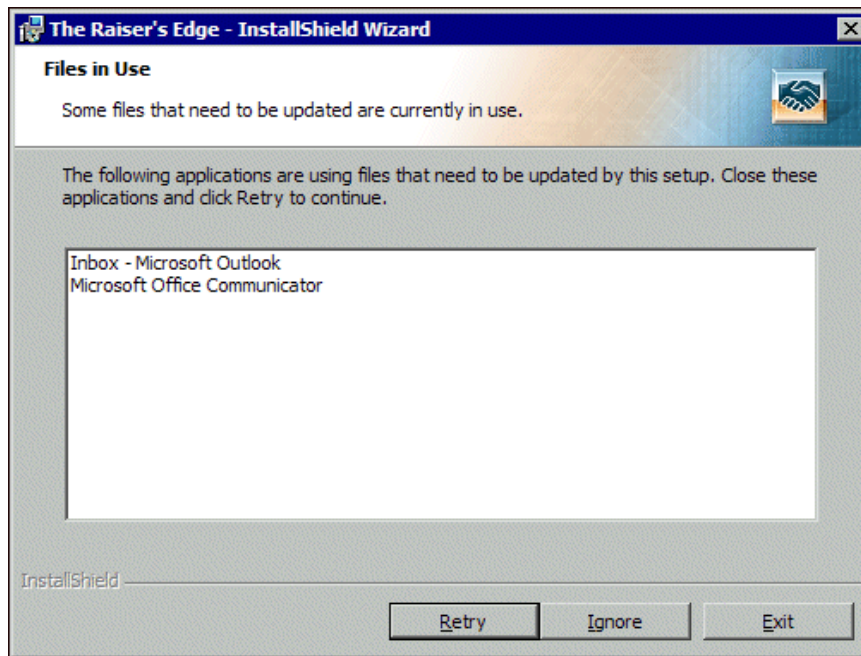 The Raiser's Edge - InstallShield Wizard
Files in Use
Some files that need to be updated are currently in use.
The following applications are using files that need to be updated by this setup. Close these
applications and click Retry to continue.
Inbox - Microsoft Outlook
Microsoft Office Communicator
InstallShield
Retry Ignore Exit